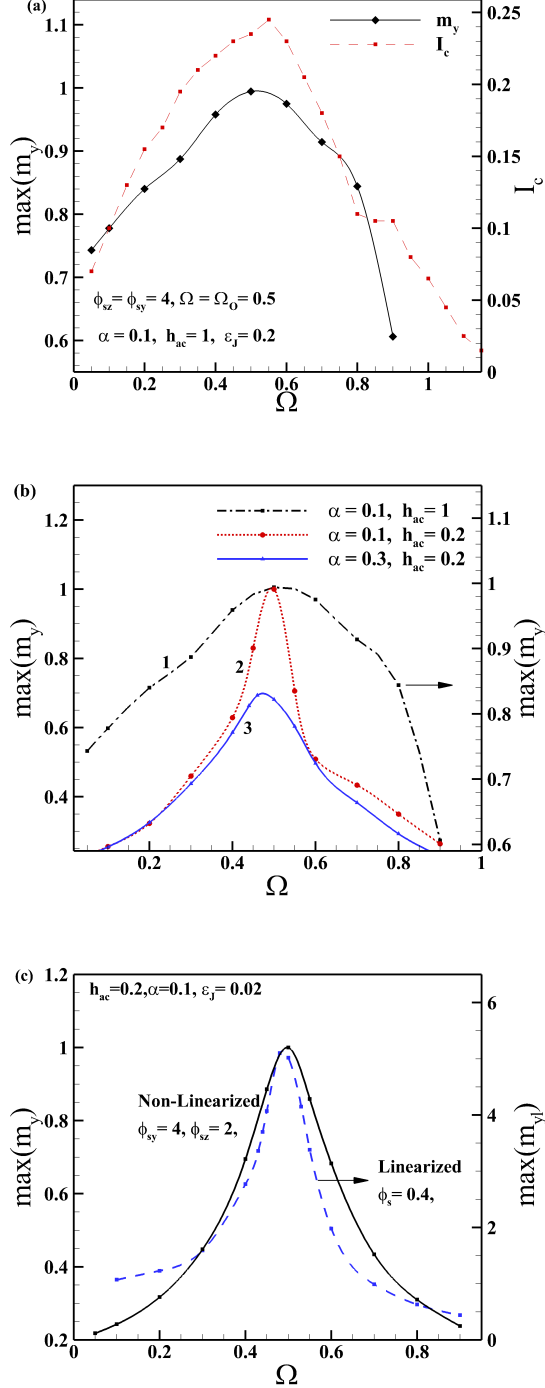 (a)
max(m_y)
1.1
1
0.9
0.8
0.7
0.6
m_y
I_c
0.25
0.2
0.15
0.1
0.05
0
I_c
ϕ_sz= ϕ_sy= 4, Ω = Ω_O= 0.5
α = 0.1, h_ac= 1, ε_J= 0.2
0 0.2 0.4 0.6 0.8 1
Ω
(b)
max(m_y)
1.2
1
0.8
0.6
0.4
α = 0.1, h_ac= 1
α = 0.1, h_ac= 0.2
α = 0.3, h_ac= 0.2
1
2
3
1.1
1
0.9
0.8
0.7
0.6
max(m_y)
0.2 0.4 0.6 0.8 1
Ω
(c)
max(m_y)
1.2
1
0.8
0.6
0.4
0.2
h_ac=0.2,α=0.1, ε_J= 0.02
Non-Linearized
ϕ_sy= 4, ϕ_sz= 2,
Linearized
ϕ_s= 0.4,
6
4
2
0
max(m_yl)
0 0.2 0.4 0.6 0.8
Ω